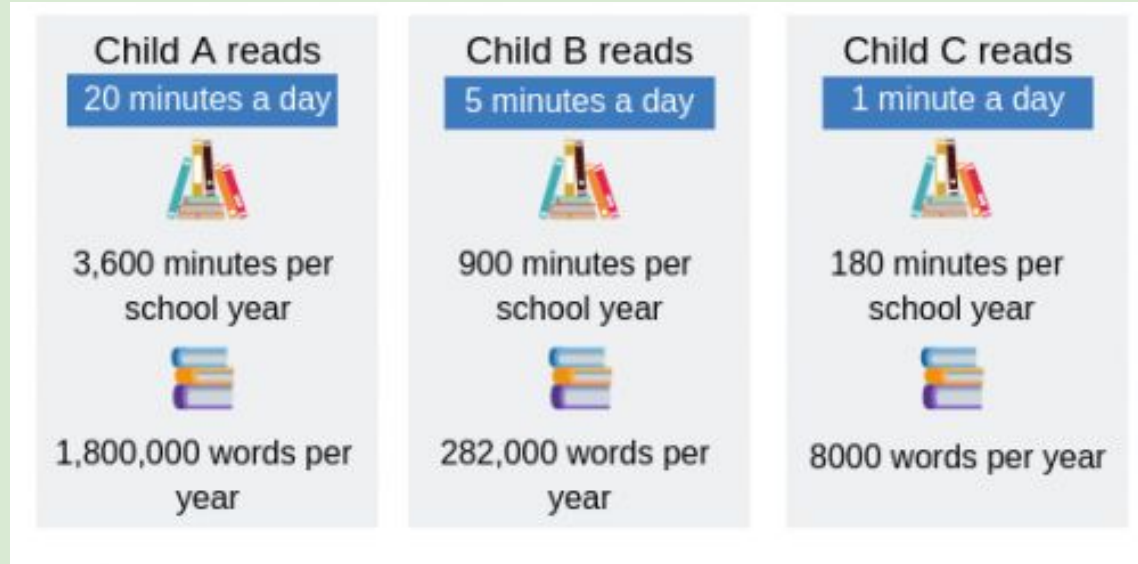 Child A reads
20 minutes a day
3,600 minutes per
school year
1,800,000 words per
year
Child B reads
5 minutes a day
900 minutes per
school year
282,000 words per
year
Child C reads
1 minute a day
180 minutes per
school year
8000 words per year